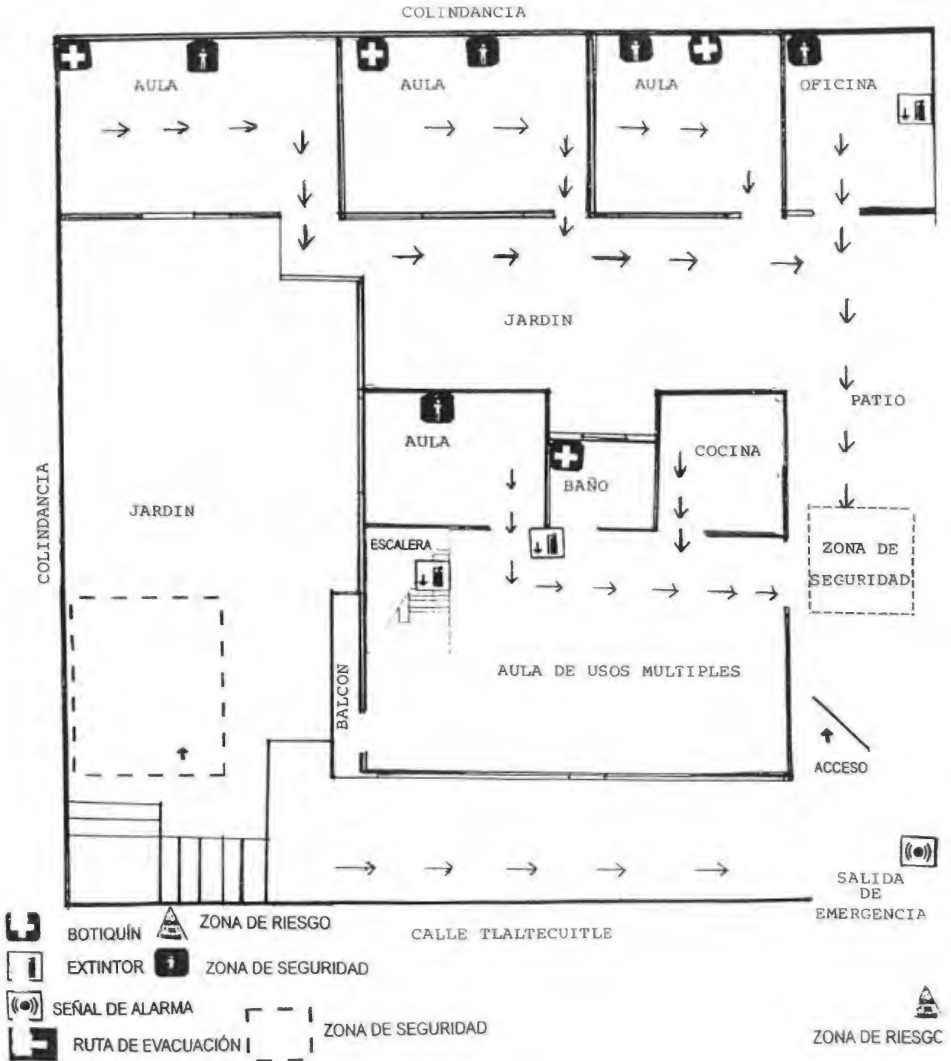 COLINDANCIA
AULA
AULA
AULA
OFICINA
JARDIN
PATIO
AULA
BAÑO
COCINA
COLINDANCIA
JARDIN
ESCALERA
ZONA DE
SEGURIDAD
AULA DE USOS MULTIPLES
BALCON
ACCESO
SALIDA
DE
EMERGENCIA
CALLE TLALTECUITLE
BOTIQUÍN
ZONA DE RIESGO
EXTINTOR
ZONA DE SEGURIDAD
SEÑAL DE ALARMA
RUTA DE EVACUACIÓN
ZONA DE SEGURIDAD
ZONA DE RIESGO